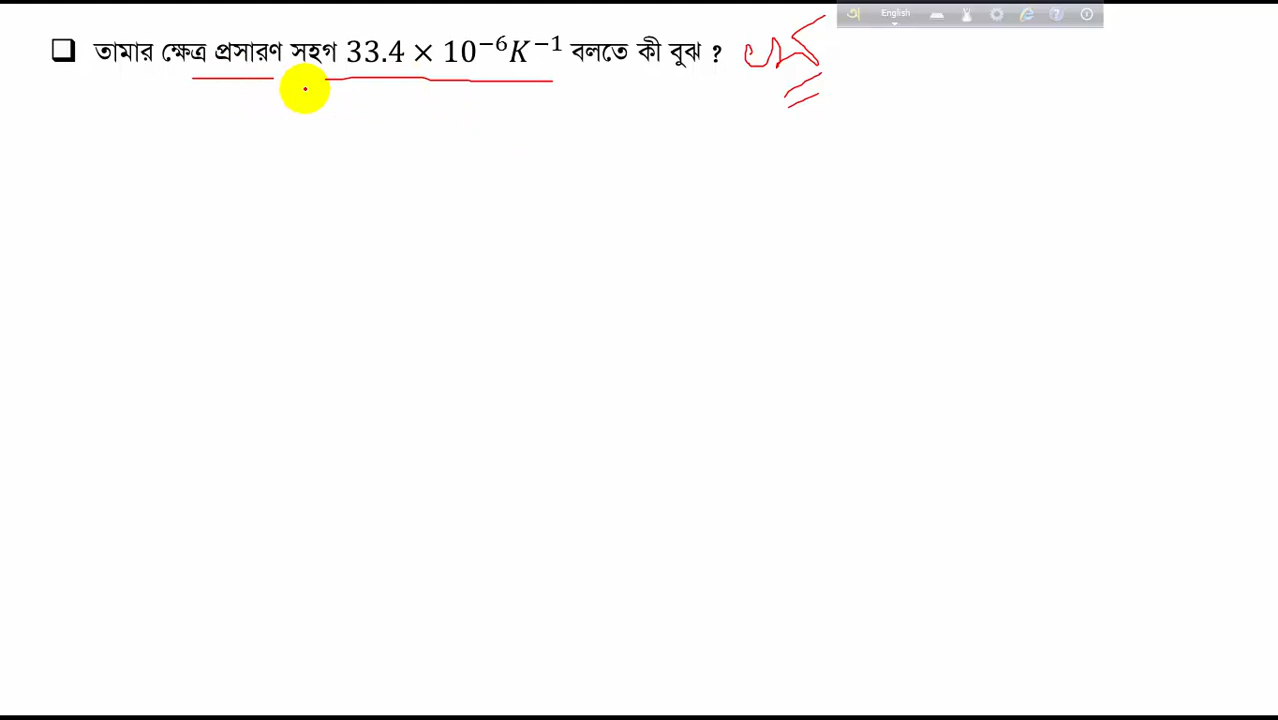 English
❑ তামার ক্ষেত্র প্রসারণ সহগ 33.4 × 10⁻⁶K⁻¹ বলতে কী বুঝ ?